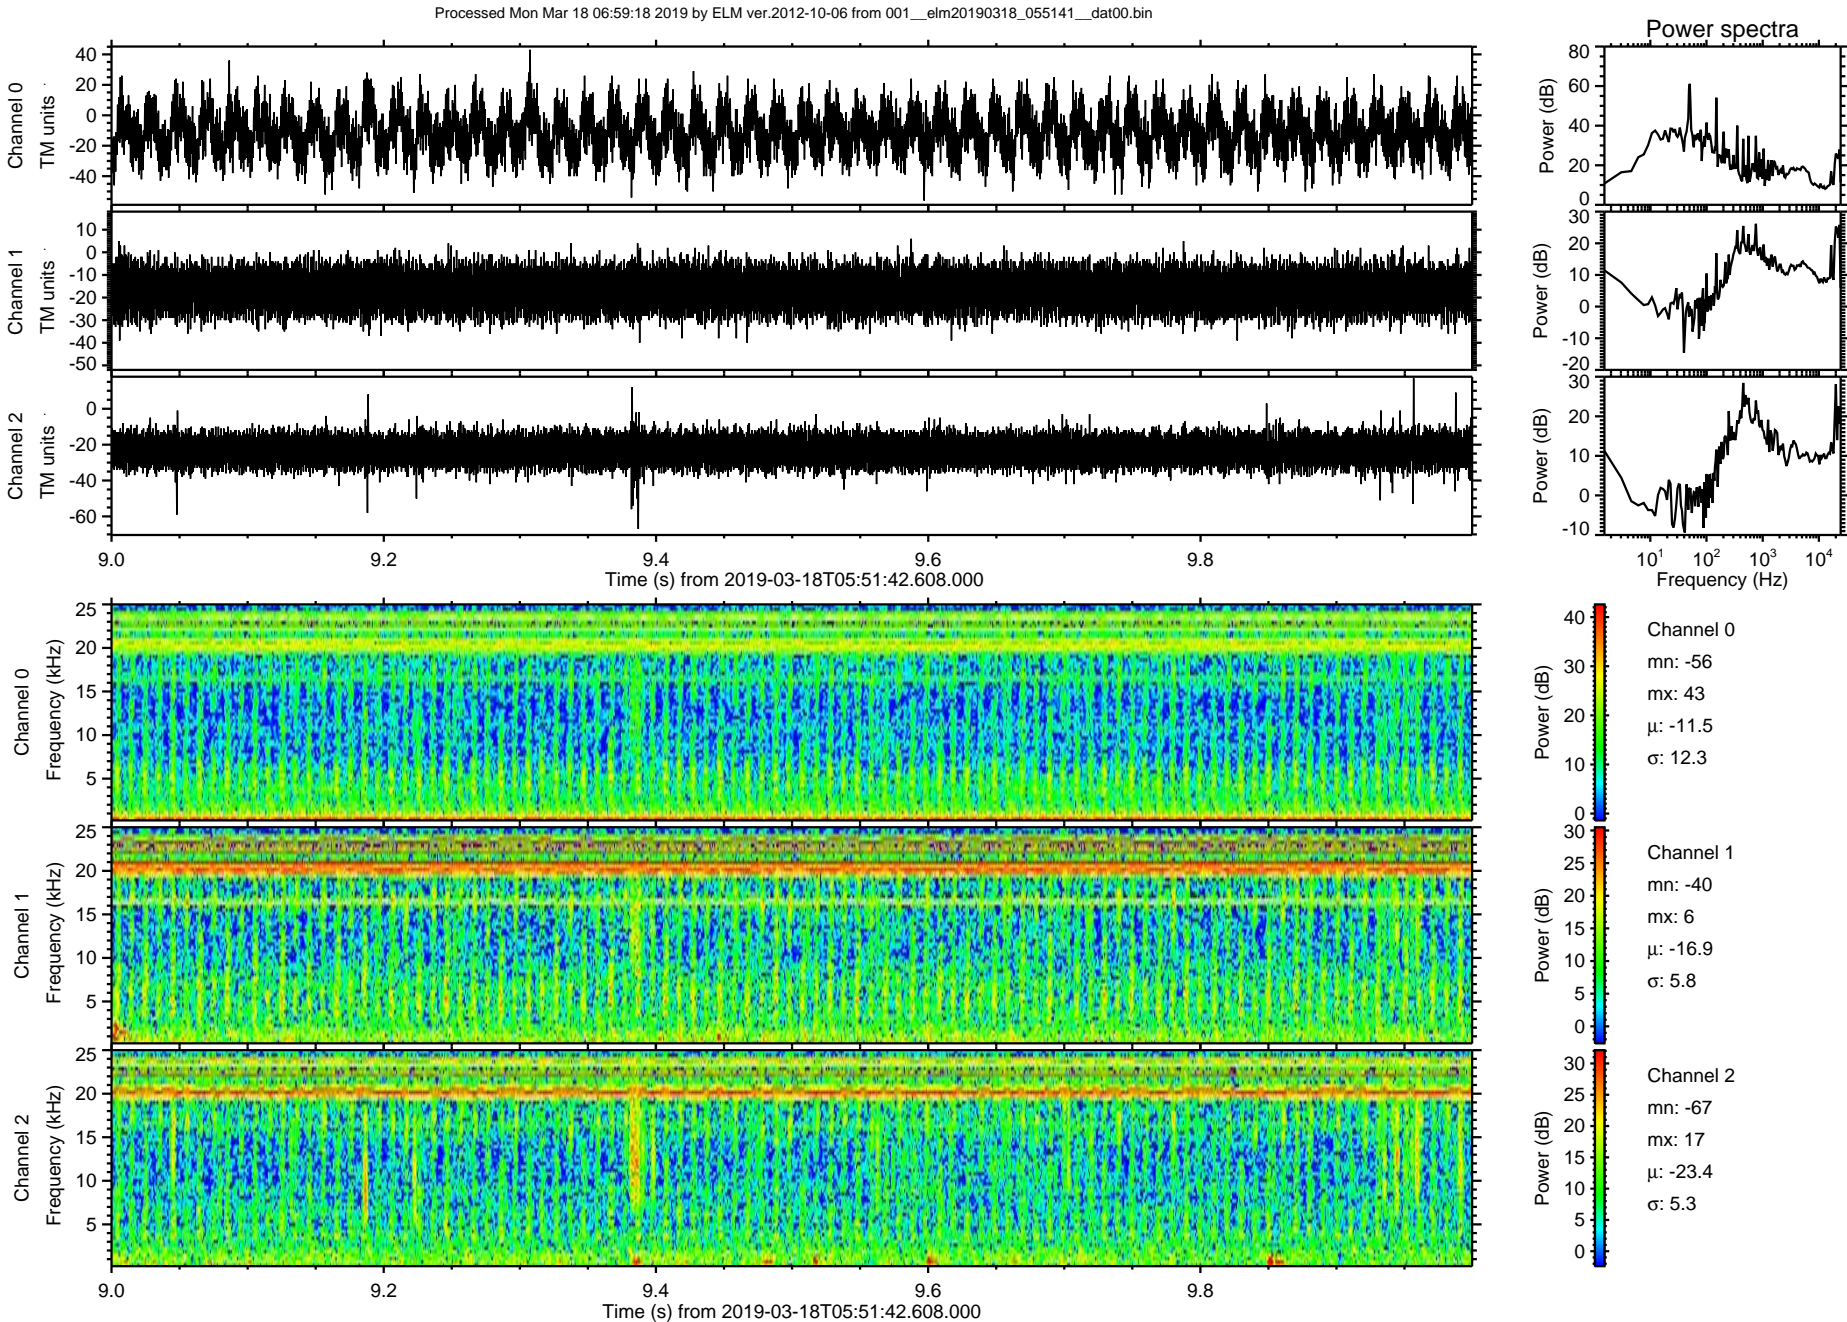 Processed Mon Mar 18 06:59:18 2019 by ELM ver.2012-10-06 from 001__elm20190318_055141__dat00.bin
Power spectra
Channel 0
TM units
40
20
0
-20
-40
Power (dB)
80
60
40
20
0
Channel 1
TM units
10
0
-10
-20
-30
-40
-50
Power (dB)
30
20
10
0
-10
-20
Channel 2
TM units
0
-20
-40
-60
Power (dB)
30
20
10
0
-10
9.0 9.2 9.4 9.6 9.8
Time (s) from 2019-03-18T05:51:42.608.000
10¹ 10² 10³ 10⁴
Frequency (Hz)
Channel 0
Frequency (kHz)
25
20
15
10
5
Power (dB)
40
30
20
10
0
Channel 0
mn: -56
mx: 43
µ: -11.5
σ: 12.3
Channel 1
Frequency (kHz)
25
20
15
10
5
Power (dB)
30
25
20
15
10
5
0
Channel 1
mn: -40
mx: 6
µ: -16.9
σ: 5.8
Channel 2
Frequency (kHz)
25
20
15
10
5
Power (dB)
30
25
20
15
10
5
0
Channel 2
mn: -67
mx: 17
µ: -23.4
σ: 5.3
9.0 9.2 9.4 9.6 9.8
Time (s) from 2019-03-18T05:51:42.608.000